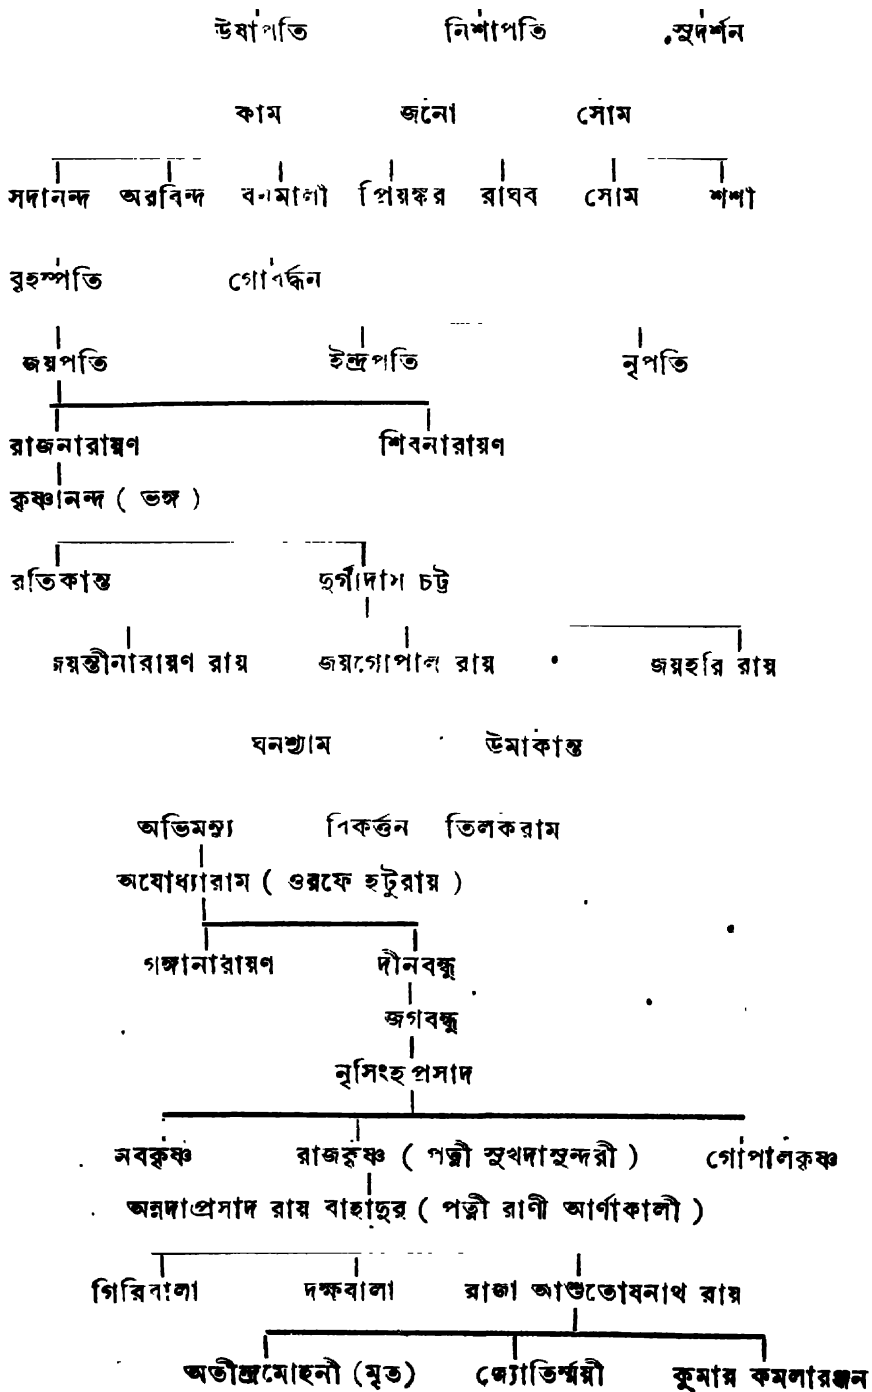 ঊষাপতি নিশাপতি সুদর্শন
কাম জনো সোম
সদানন্দ অরবিন্দ বনমালী প্রিয়ঙ্কর রাঘব সোম শশী
বৃহস্পতি গোবর্দ্ধন
জয়পতি ইন্দ্রপতি নৃপতি
রাজনারায়ণ শিবনারায়ণ
কৃষ্ণানন্দ ( ভঙ্গ )
রতিকান্ত দুর্গাদাস চট্ট
জয়ন্তীনারায়ণ রায় জয়গোপাল রায় জয়হরি রায়
ঘনশ্যাম উমাকান্ত
অভিমন্যু বিকর্ত্তন তিলকরাম
অযোধ্যারাম ( ওরফে হটুরায় )
গঙ্গানারায়ণ দীনবন্ধু
জগবন্ধু
নৃসিংহ প্রসাদ
নবকৃষ্ণ রাজকৃষ্ণ ( পত্নী সুখদাসুন্দরী ) গোপালকৃষ্ণ
অন্নদাপ্রসাদ রায় বাহাদুর ( পত্নী রাণী আর্ণাকালী )
গিরিবালা দক্ষবালা রাজা আশুতোষনাথ রায়
অতীন্দ্রমোহনী (মৃত) জ্যোতির্ম্ময়ী কুমার কমলারঞ্জন